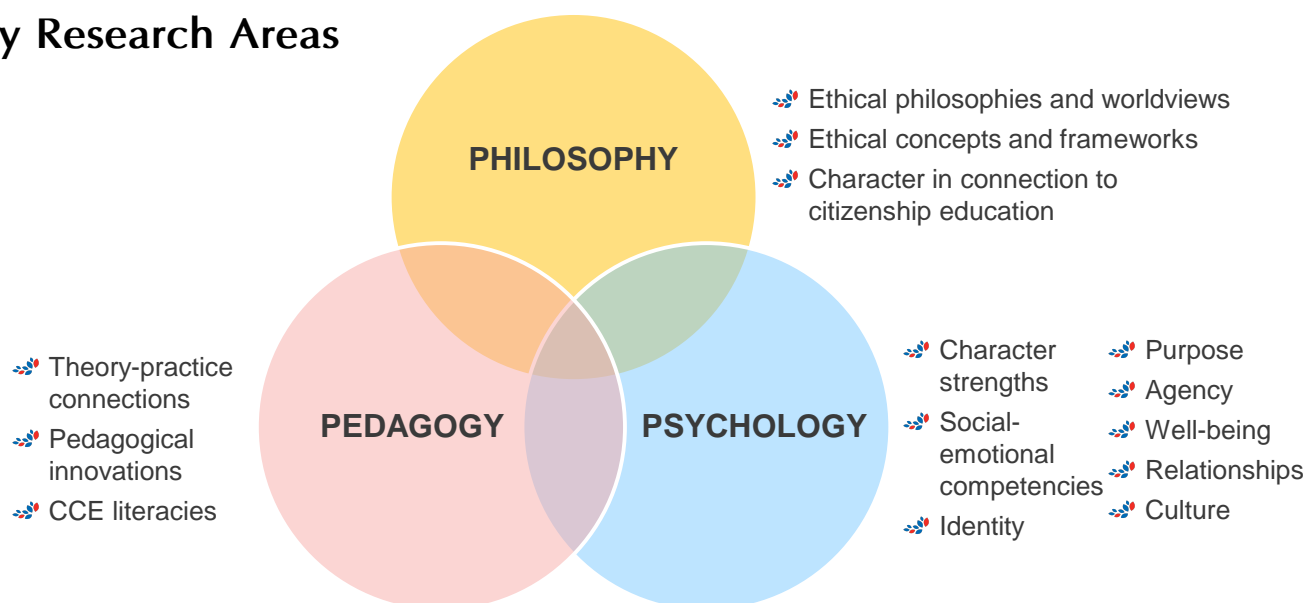 y Research Areas
PHILOSOPHY
Ethical philosophies and worldviews
Ethical concepts and frameworks
Character in connection to
citizenship education
Theory-practice
connections
Pedagogical
innovations
CCE literacies
PEDAGOGY
PSYCHOLOGY
Character
strengths
Social-
emotional
competencies
Identity
Purpose
Agency
Well-being
Relationships
Culture